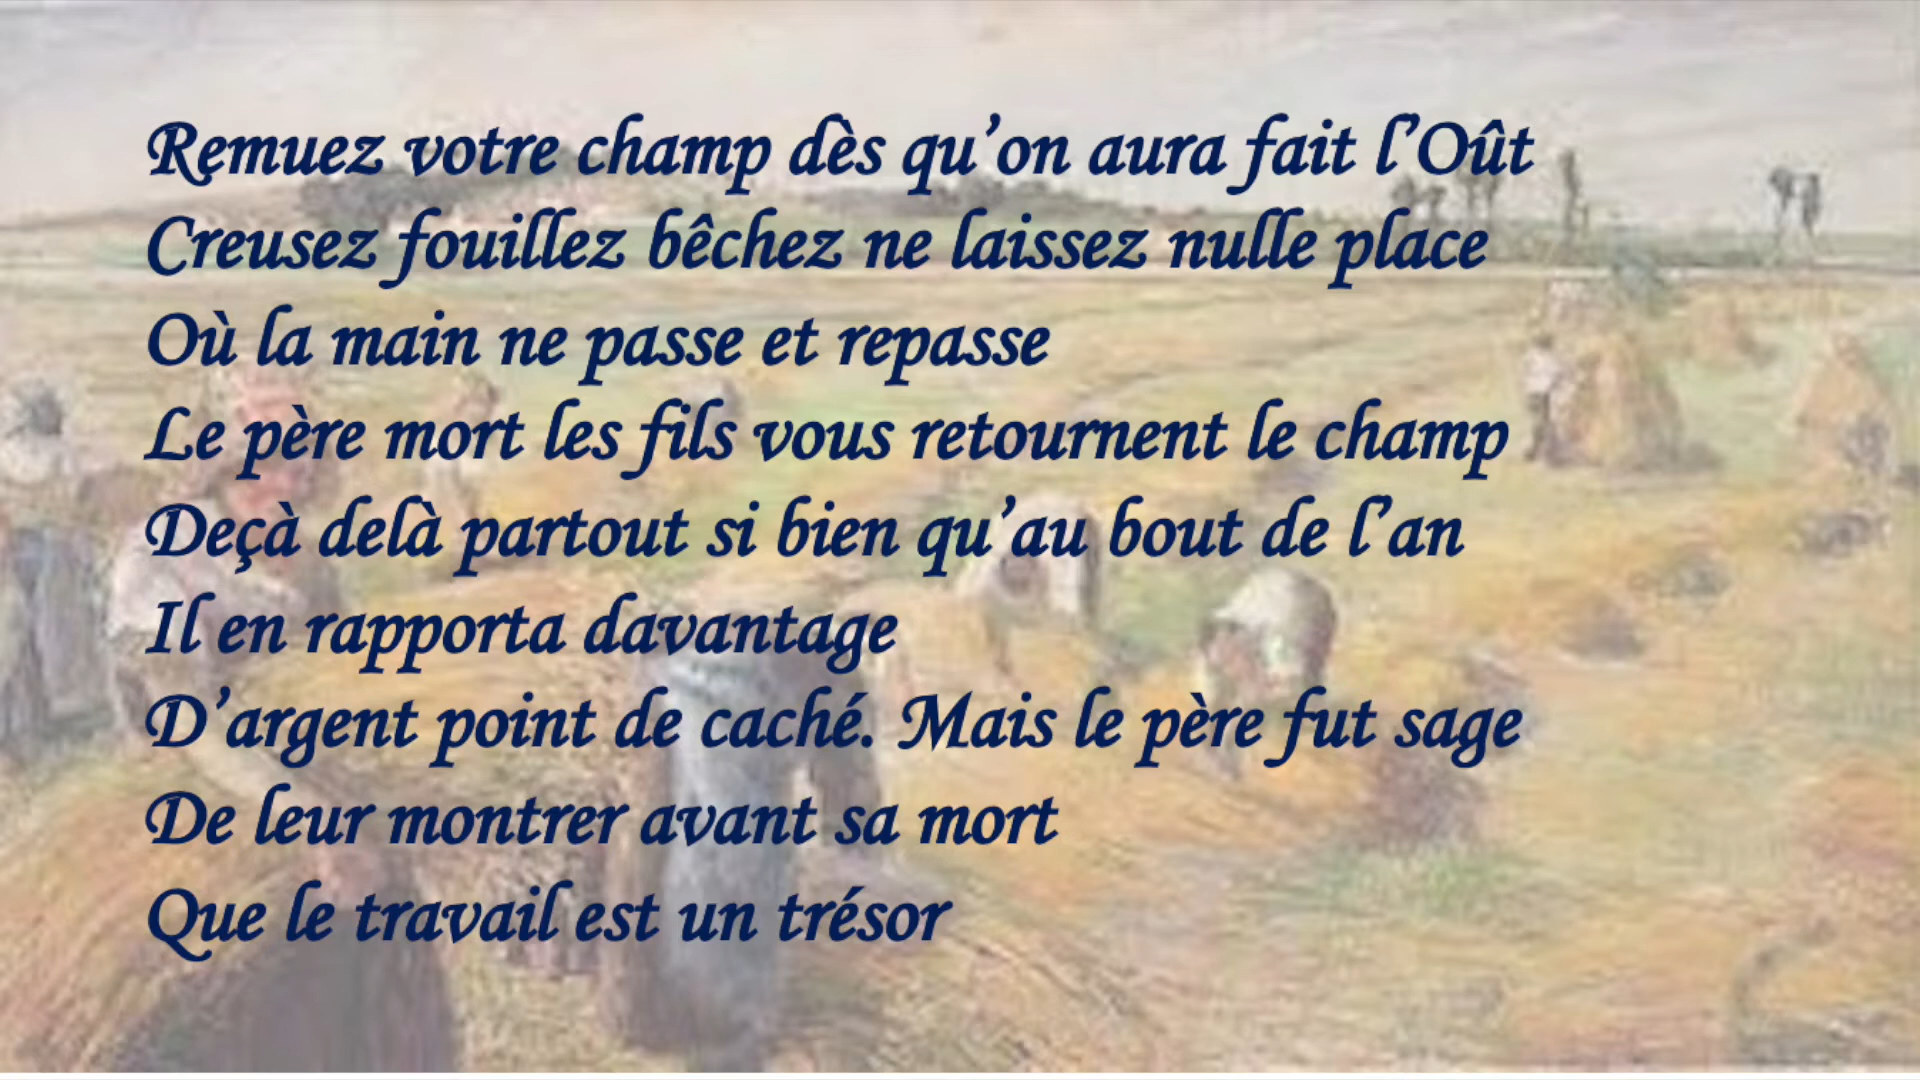 Remuez votre champ dès qu’on aura fait l’Oût
Creusez fouillez bêchez ne laissez nulle place
Où la main ne passe et repasse
Le père mort les fils vous retournent le champ
Deçà delà partout si bien qu’au bout de l’an
Il en rapporta davantage
D’argent point de caché. Mais le père fut sage
De leur montrer avant sa mort
Que le travail est un trésor